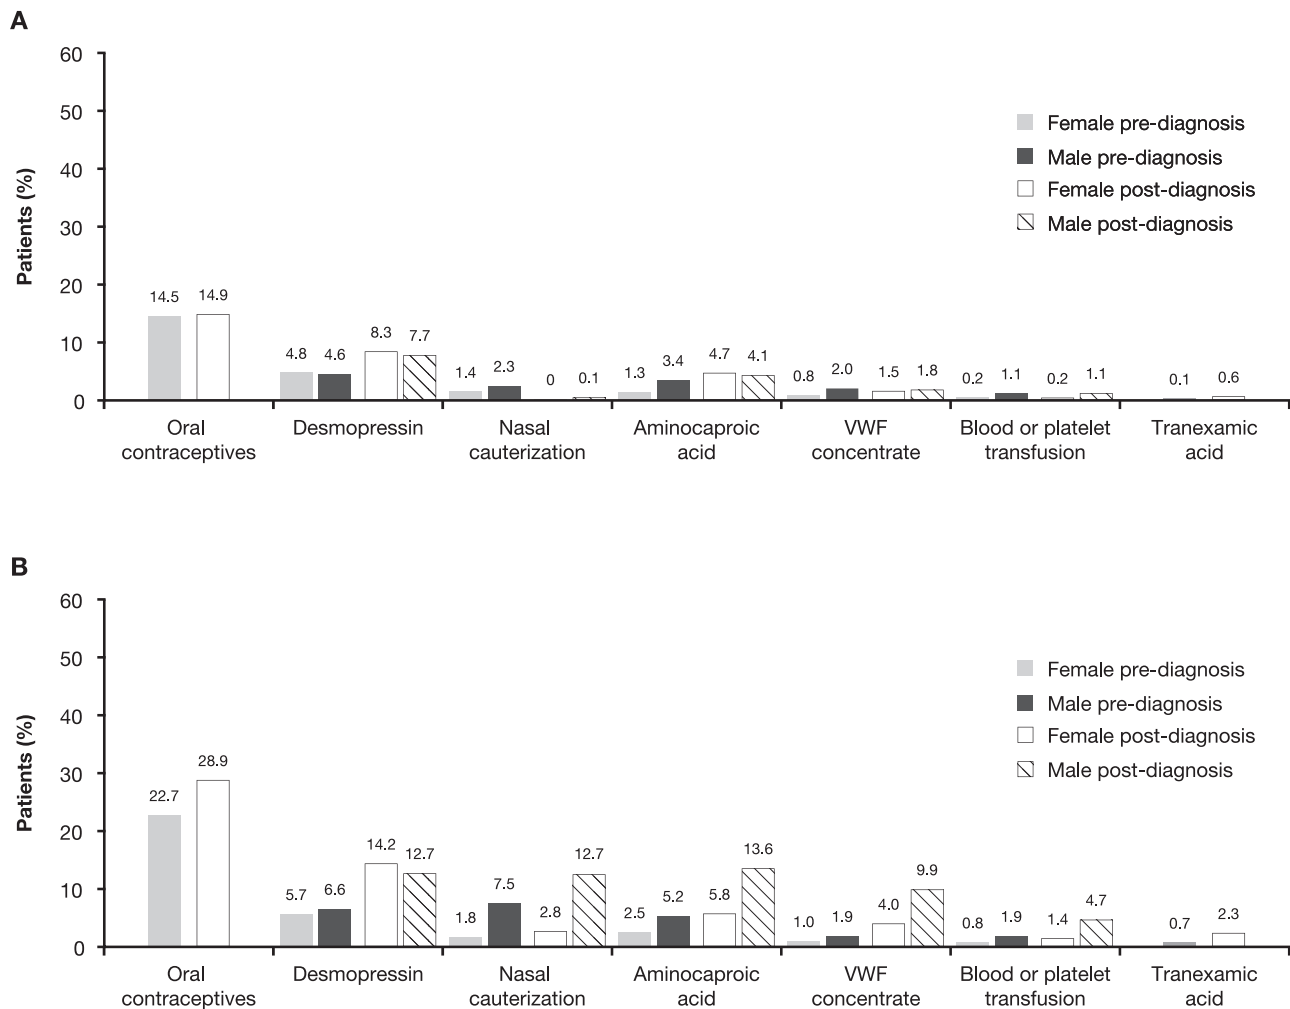 A
60
50
40
30
20
10
0
Patients (%)
Female pre-diagnosis
Male pre-diagnosis
Female post-diagnosis
Male post-diagnosis
14.5 14.9
4.8 4.6 8.3 7.7
1.4 2.3 0 0.1
1.3 3.4 4.7 4.1
0.8 2.0 1.5 1.8
0.2 1.1 0.2 1.1
0.1 0.6
Oral
contraceptives
Desmopressin
Nasal
cauterization
Aminocaproic
acid
VWF
concentrate
Blood or platelet
transfusion
Tranexamic
acid
B
60
50
40
30
20
10
0
Patients (%)
Female pre-diagnosis
Male pre-diagnosis
Female post-diagnosis
Male post-diagnosis
22.7 28.9
5.7 6.6 14.2 12.7
1.8 7.5 2.8 12.7
2.5 5.2 5.8 13.6
1.0 1.9 4.0 9.9
0.8 1.9 1.4 4.7
0.7 2.3
Oral
contraceptives
Desmopressin
Nasal
cauterization
Aminocaproic
acid
VWF
concentrate
Blood or platelet
transfusion
Tranexamic
acid